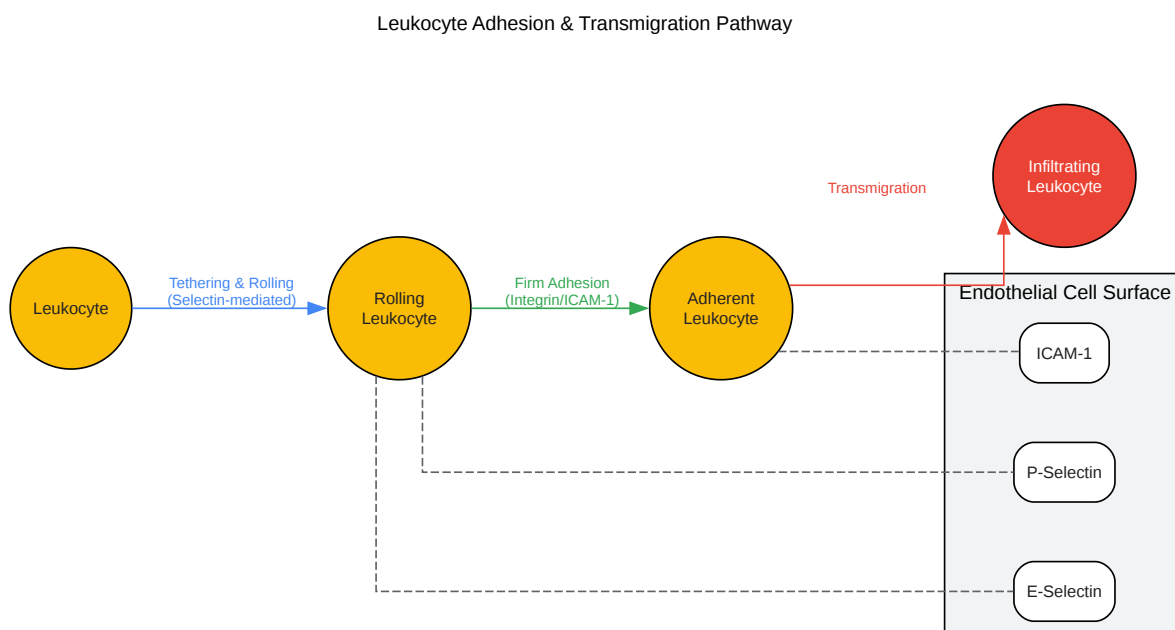 Leukocyte Adhesion & Transmigration Pathway
Infiltrating
Leukocyte
Transmigration
Leukocyte
Tethering & Rolling
(Selectin-mediated)
Rolling
Leukocyte
Firm Adhesion
(Integrin/ICAM-1)
Adherent
Leukocyte
Endothelial Cell Surface
ICAM-1
P-Selectin
E-Selectin